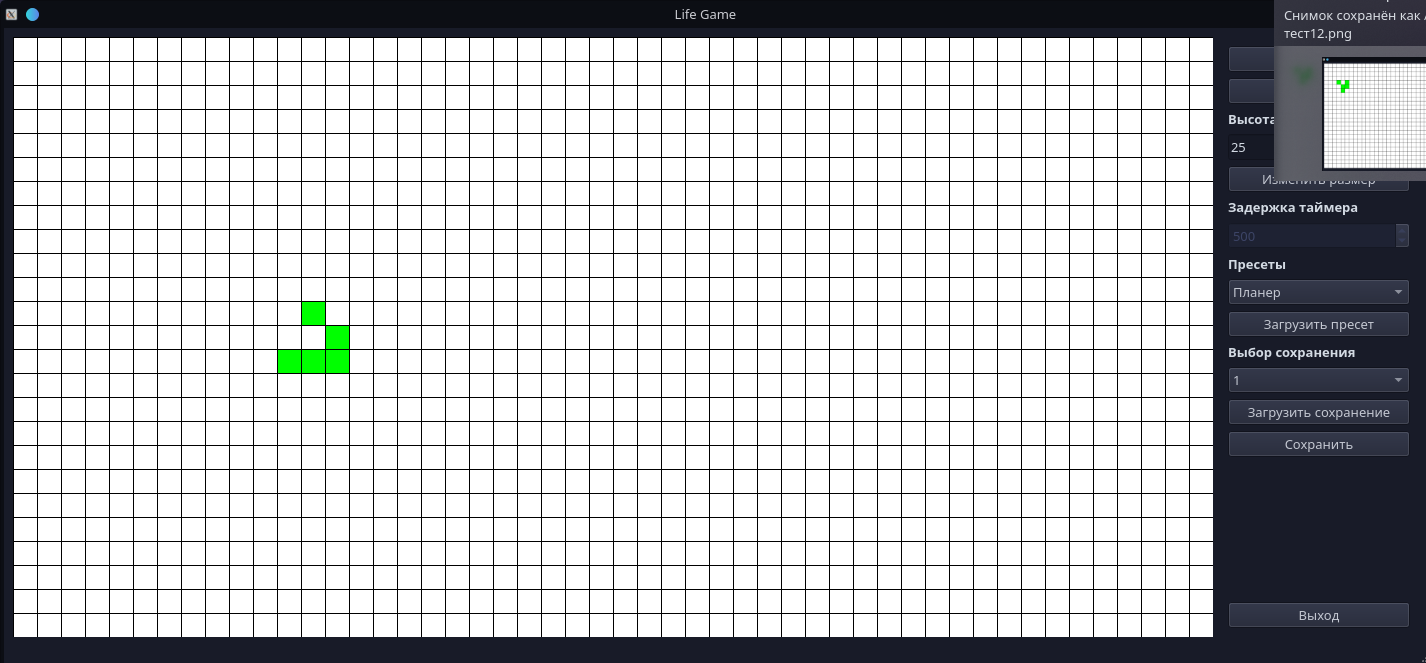 Life Game
Снимок сохранён как
тест12.png
Высота
25
Изменить размер
Задержка таймера
500
Пресеты
Планер
Загрузить пресет
Выбор сохранения
1
Загрузить сохранение
Сохранить
Выход